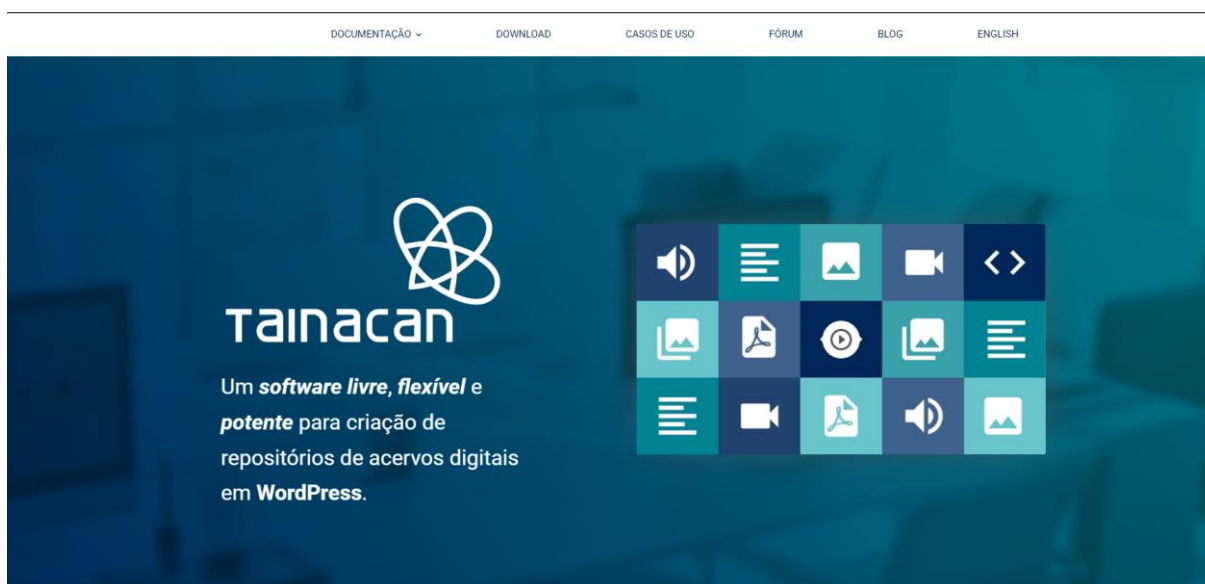 DOCUMENTAÇÃO DOWNLOAD CASOS DE USO FÓRUM BLOG ENGLISH
Tainacan
Um software livre, flexível e
potente para criação de
repositórios de acervos digitais
em WordPress.